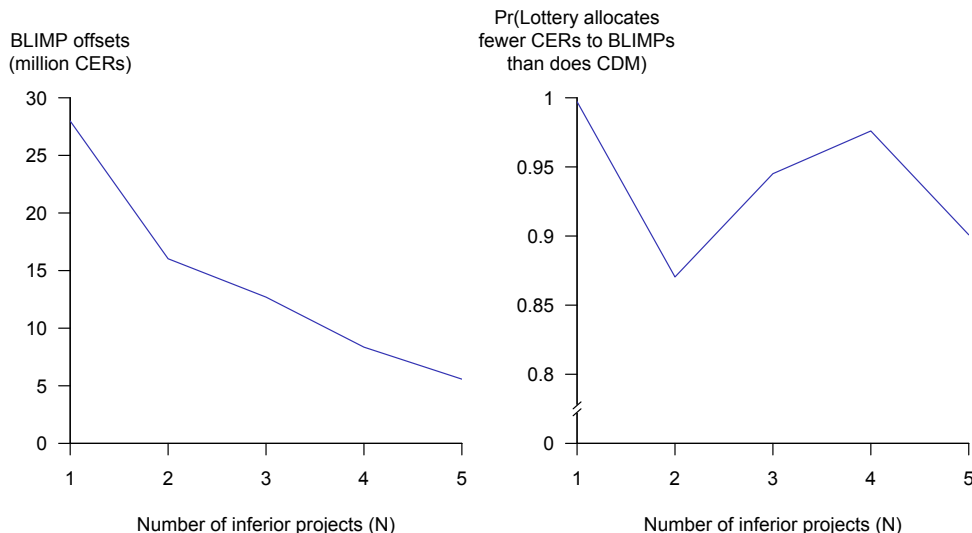 BLIMP offsets
(million CERs)
30
25
20
15
10
5
0
1 2 3 4 5
Number of inferior projects (N)
Pr(Lottery allocates
fewer CERs to BLIMPs
than does CDM)
1
0.95
0.9
0.85
0.8
0
1 2 3 4 5
Number of inferior projects (N)